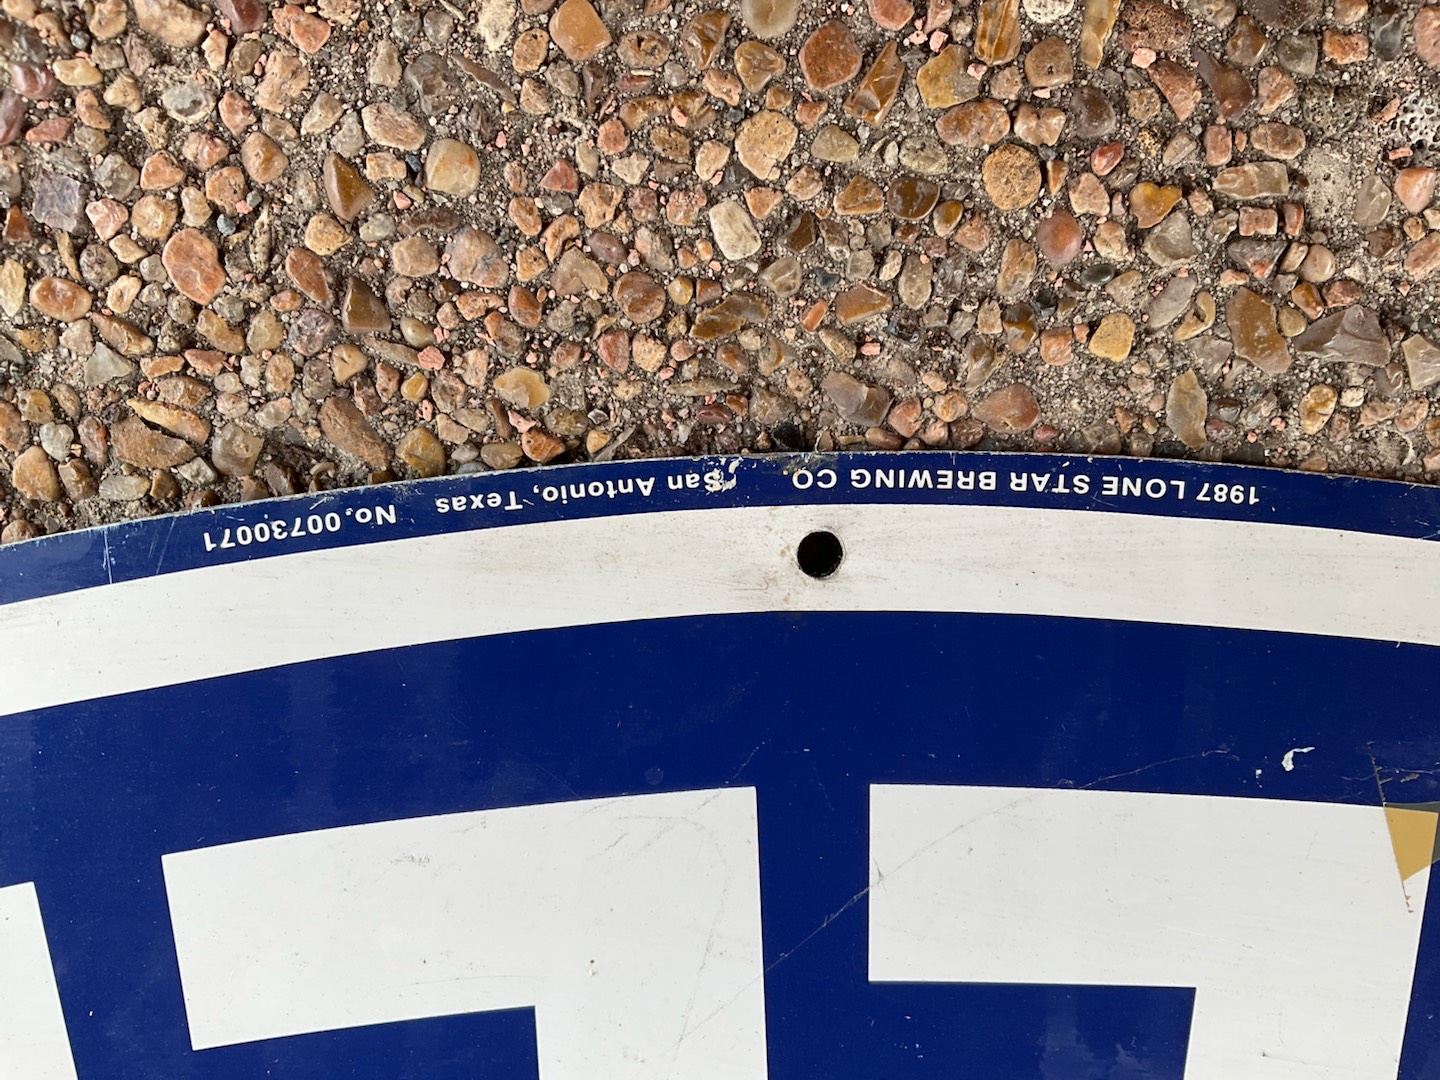 1987 LONE STAR BREWING CO. San Antonio, Texas No. 00730071